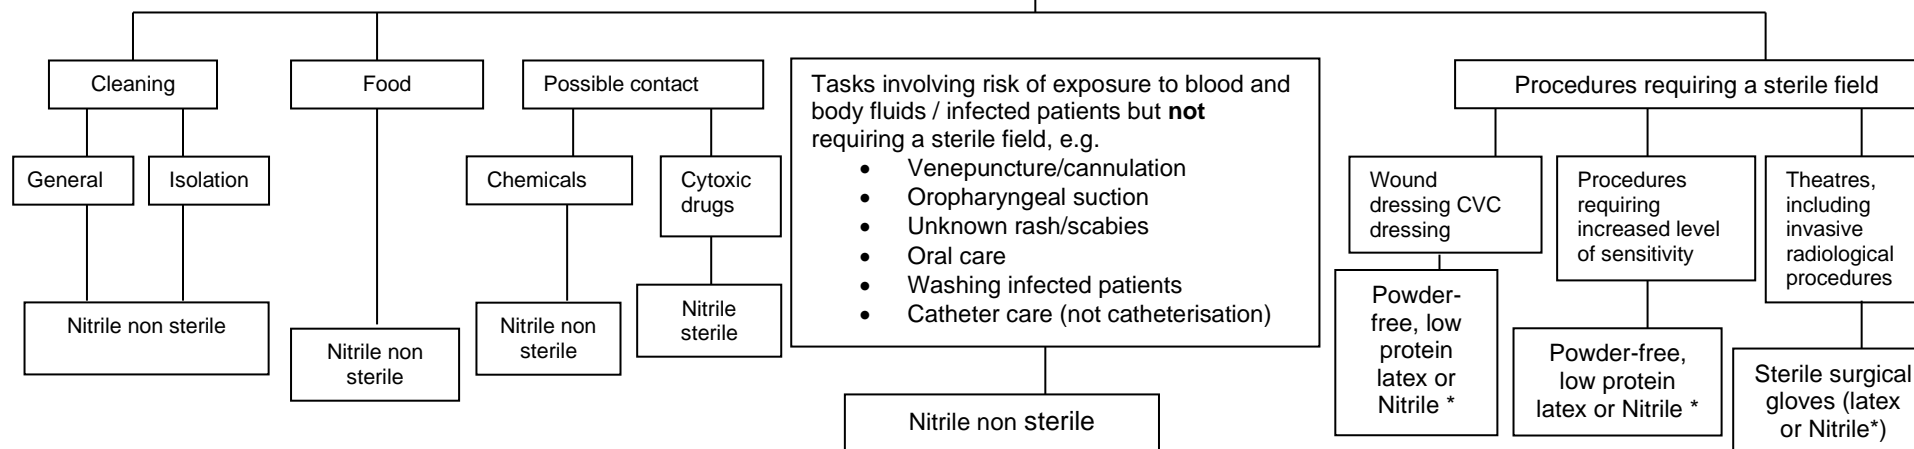 Cleaning
Food
Possible contact
Tasks involving risk of exposure to blood and
body fluids / infected patients but not
requiring a sterile field, e.g.
• Venepuncture/cannulation
• Oropharyngeal suction
• Unknown rash/scabies
• Oral care
• Washing infected patients
• Catheter care (not catheterisation)
Procedures requiring a sterile field
General
Isolation
Chemicals
Cytoxic
drugs
Wound
dressing CVC
dressing
Procedures
requiring
increased level
of sensitivity
Theatres,
including
invasive
radiological
procedures
Nitrile non sterile
Nitrile non
sterile
Nitrile non
sterile
Nitrile
sterile
Nitrile non sterile
Powder-
free, low
protein
latex or
Nitrile *
Powder-free,
low protein
latex or Nitrile *
Sterile surgical
gloves (latex
or Nitrile*)